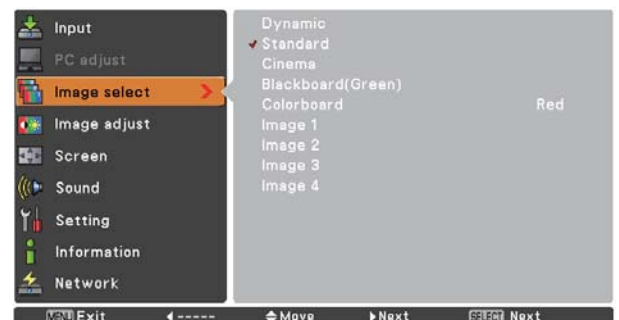 Input
PC adjust
Image select
Image adjust
Screen
Sound
Setting
Information
Network
Dynamic
Standard
Cinema
Blackboard(Green)
Colorboard Red
Image 1
Image 2
Image 3
Image 4
MENU Exit ◀----- Move ▶Next SELECT Next